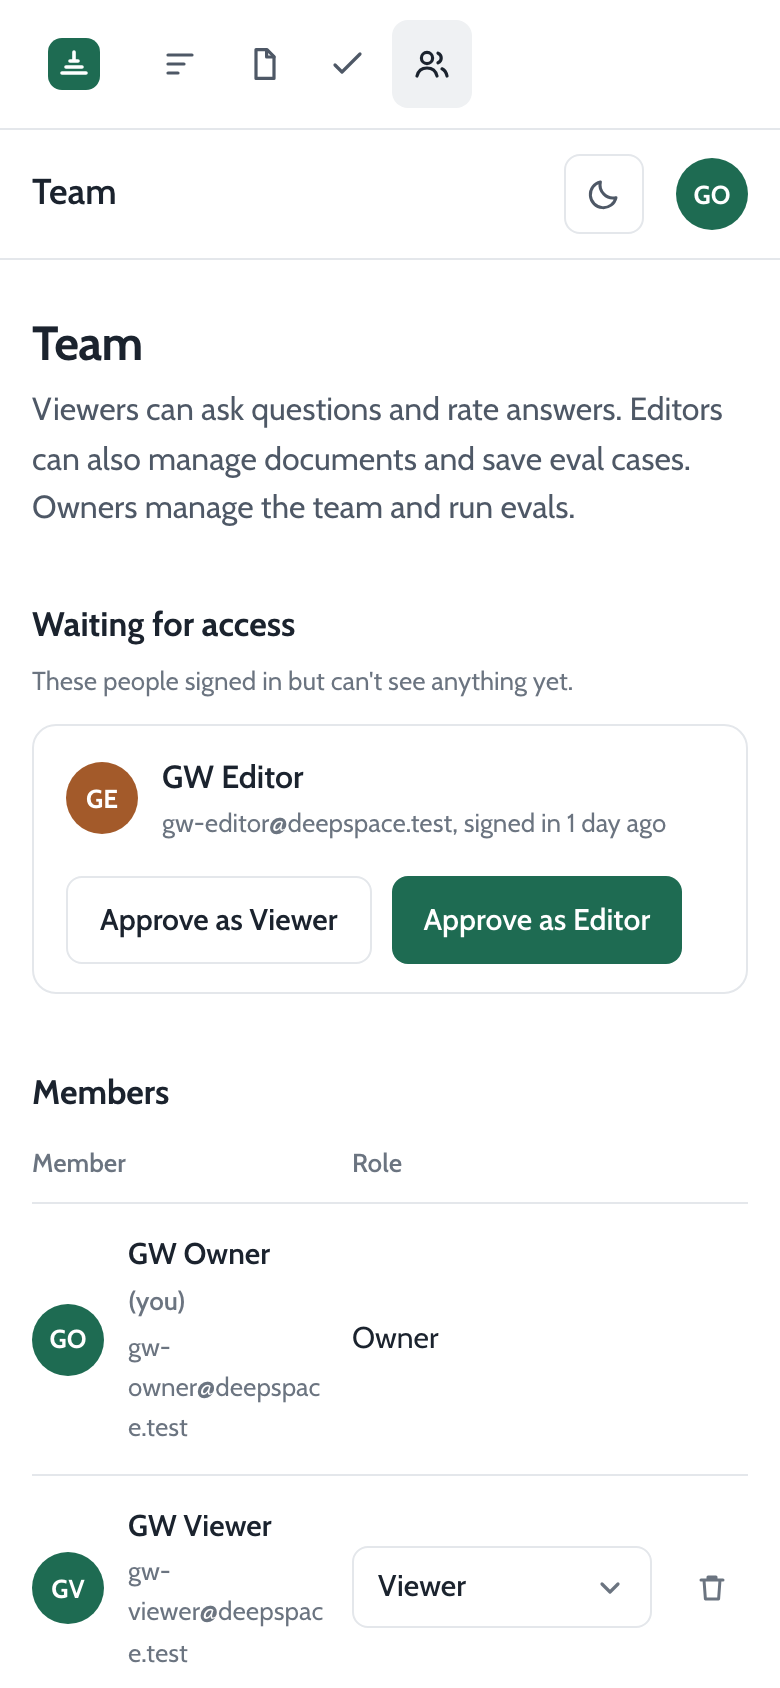 Team
GO
Team
Viewers can ask questions and rate answers. Editors
can also manage documents and save eval cases.
Owners manage the team and run evals.
Waiting for access
These people signed in but can't see anything yet.
GE
GW Editor
gw-editor@deepspace.test, signed in 1 day ago
Approve as Viewer
Approve as Editor
Members
Member
Role
GO
GW Owner
(you)
gw-
owner@deepspac
e.test
Owner
GV
GW Viewer
gw-
viewer@deepspac
e.test
Viewer